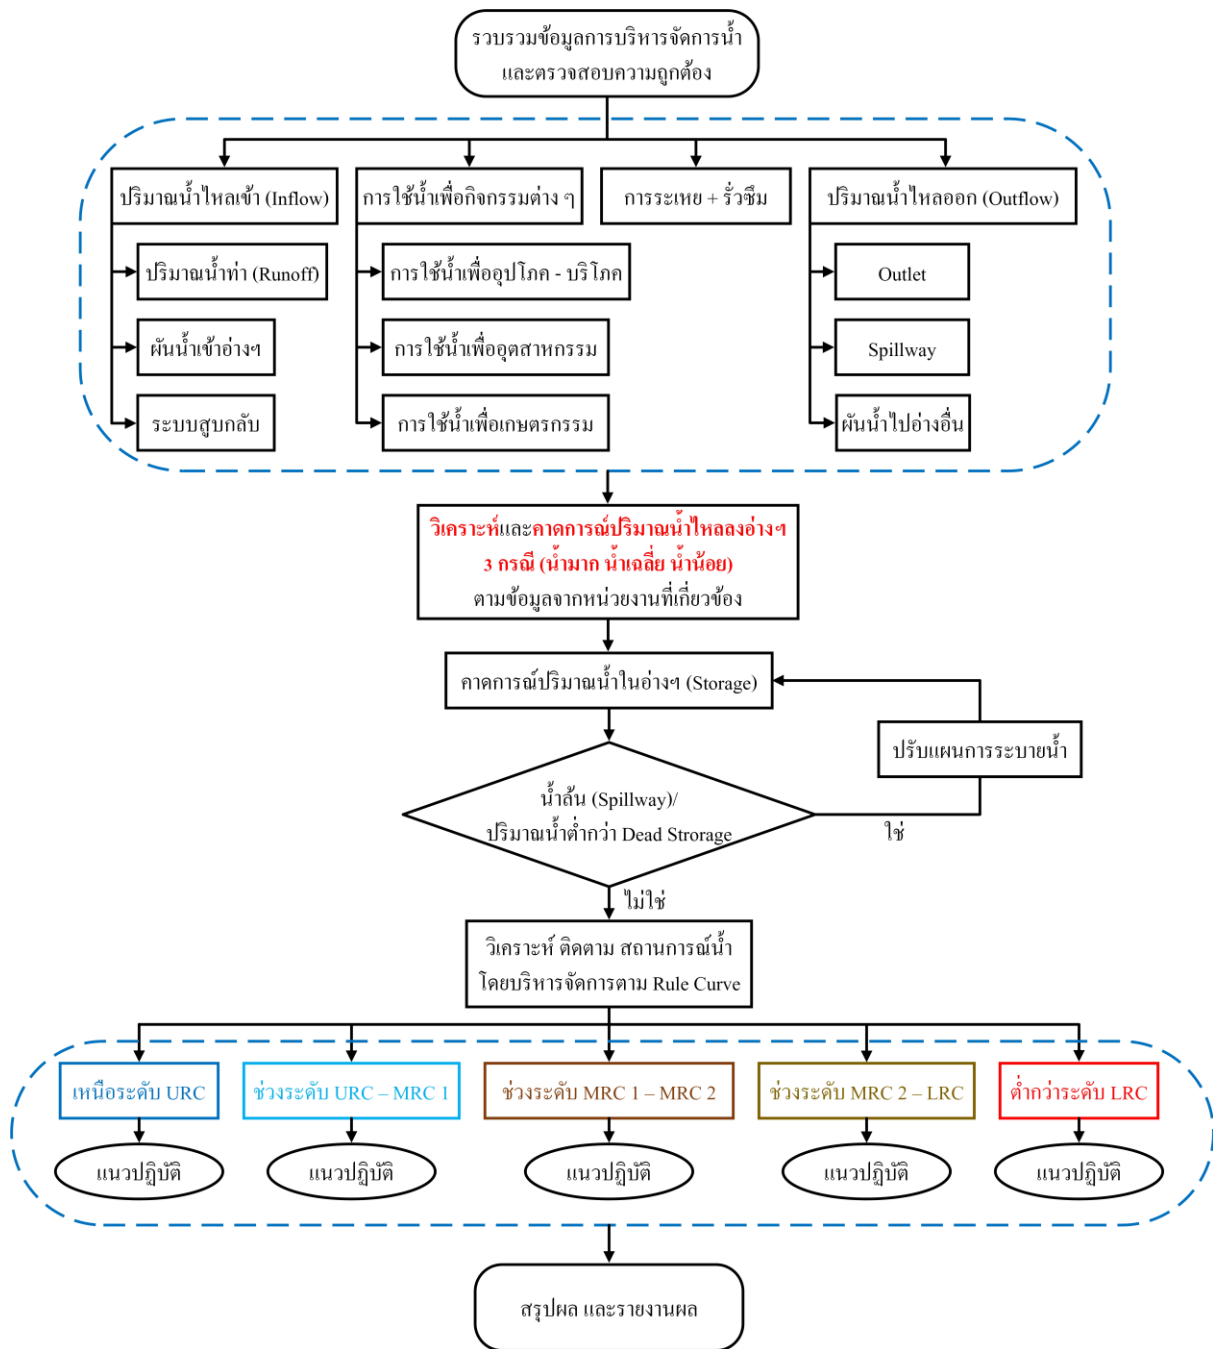 รวบรวมข้อมูลการบริหารจัดการน้ำ
และตรวจสอบความถูกต้อง
ปริมาณน้ำไหลเข้า (Inflow)
การใช้น้ำเพื่อกิจกรรมต่าง ๆ
การระเหย + รั่วซึม
ปริมาณน้ำไหลออก (Outflow)
ปริมาณน้ำท่า (Runoff)
การใช้น้ำเพื่ออุปโภค - บริโภค
Outlet
ผันน้ำเข้าอ่างฯ
การใช้น้ำเพื่ออุตสาหกรรม
Spillway
ระบบสูบกลับ
การใช้น้ำเพื่อเกษตรกรรม
ผันน้ำไปอ่างอื่น
วิเคราะห์และคาดการณ์ปริมาณน้ำไหลลงอ่างฯ
3 กรณี (น้ำมาก น้ำเฉลี่ย น้ำน้อย)
ตามข้อมูลจากหน่วยงานที่เกี่ยวข้อง
คาดการณ์ปริมาณน้ำในอ่างฯ (Storage)
ปรับแผนการระบายน้ำ
น้ำล้น (Spillway)/
ปริมาณน้ำต่ำกว่า Dead Strorage
ใช่
ไม่ใช่
วิเคราะห์ ติดตาม สถานการณ์น้ำ
โดยบริหารจัดการตาม Rule Curve
เหนือระดับ URC
ช่วงระดับ URC – MRC 1
ช่วงระดับ MRC 1 – MRC 2
ช่วงระดับ MRC 2 – LRC
ต่ำกว่าระดับ LRC
แนวปฏิบัติ
แนวปฏิบัติ
แนวปฏิบัติ
แนวปฏิบัติ
แนวปฏิบัติ
สรุปผล และรายงานผล